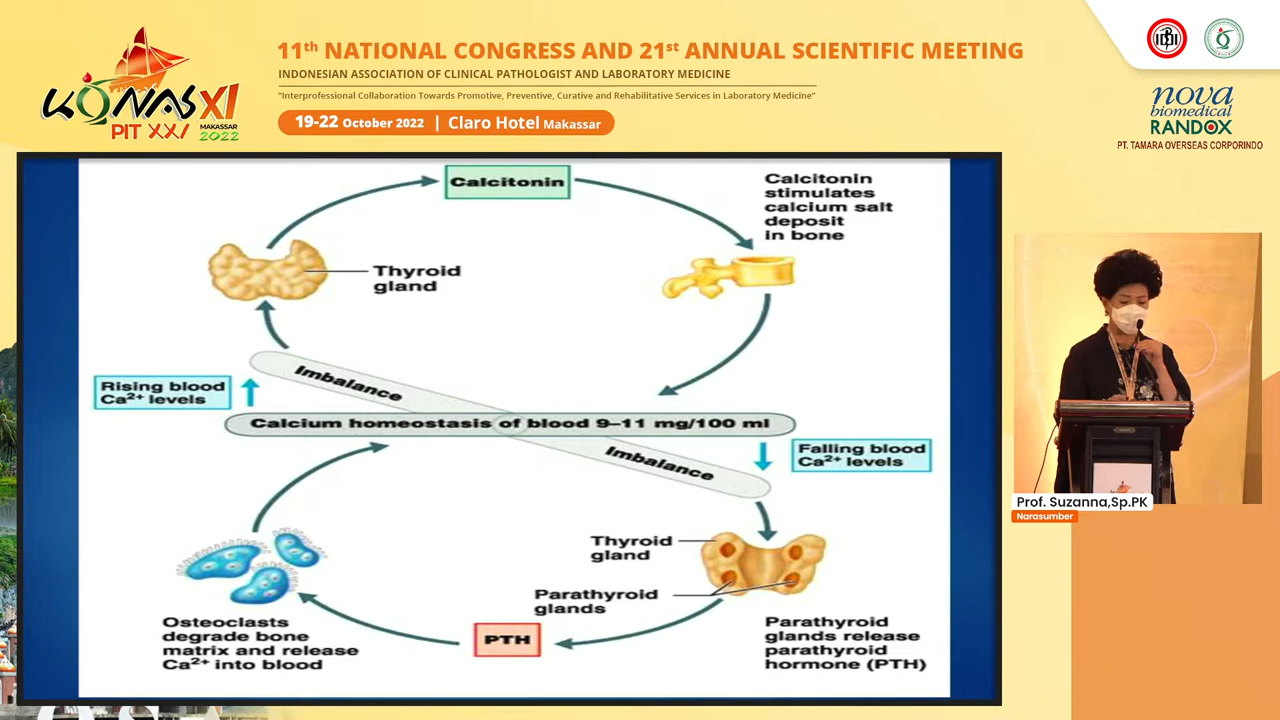 11th NATIONAL CONGRESS AND 21st ANNUAL SCIENTIFIC MEETING
INDONESIAN ASSOCIATION OF CLINICAL PATHOLOGIST AND LABORATORY MEDICINE
"Interprofessional Collaboration Towards Promotive, Preventive, Curative and Rehabilitative Services in Laboratory Medicine"
19-22 October 2022 | Claro Hotel Makassar
KONAS XI
PIT XXI
MAKASSAR
2022
IDI
nova
biomedical
RANDOX
PT. TAMARA OVERSEAS CORPORINDO
Calcitonin
Calcitonin
stimulates
calcium salt
deposit
in bone
Thyroid
gland
Imbalance
Rising blood
Ca2+ levels
Calcium homeostasis of blood 9–11 mg/100 ml
Imbalance
Falling blood
Ca2+ levels
Thyroid
gland
Parathyroid
glands
Osteoclasts
degrade bone
matrix and release
Ca2+ into blood
PTH
Parathyroid
glands release
parathyroid
hormone (PTH)
Prof. Suzanna,Sp.PK
Narasumber